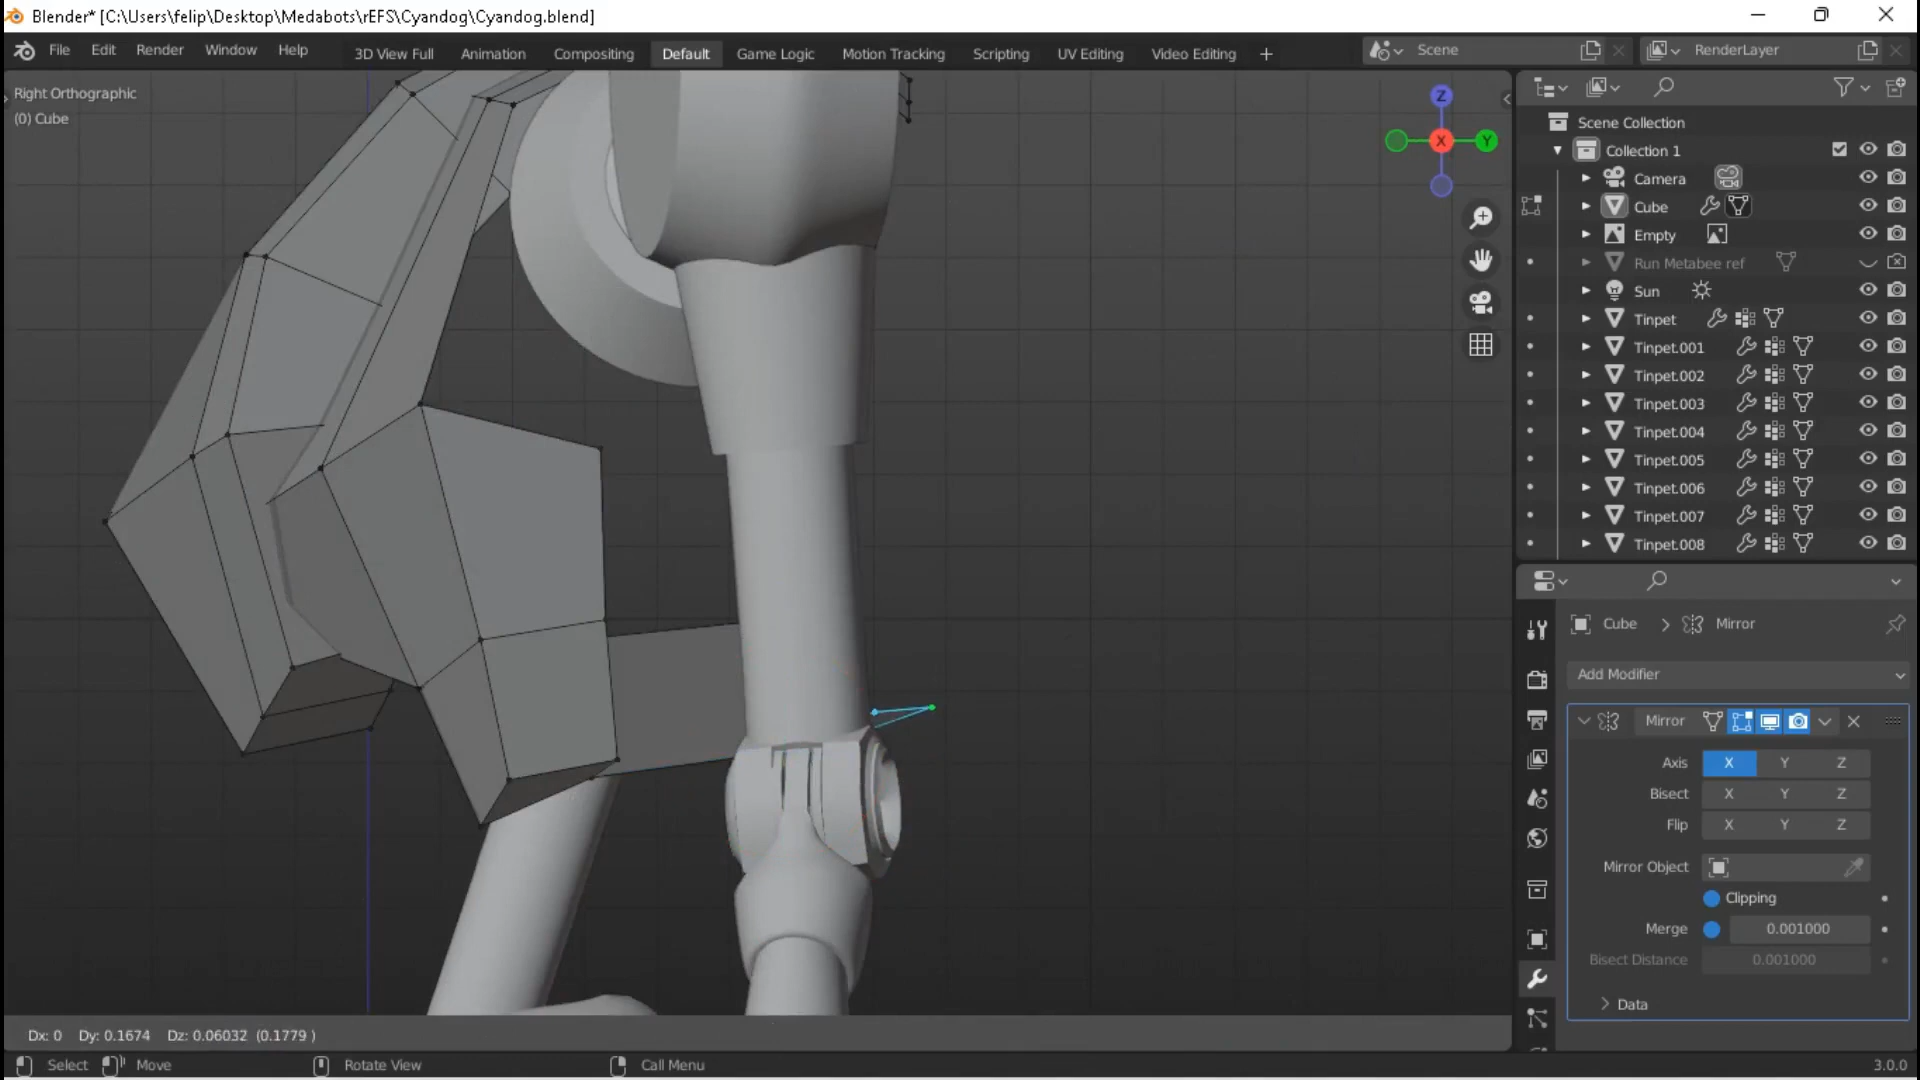 Blender* [C:\Users\felip\Desktop\Medabots\rEFS\Cyandog\Cyandog.blend]
File Edit Render Window Help 3D View Full Animation Compositing Default Game Logic Motion Tracking Scripting UV Editing Video Editing + Scene RenderLayer
Right Orthographic
(0) Cube
Z
X
Y
Scene Collection
Collection 1
Camera
Cube
Empty
Run Metabee ref
Sun
Tinpet
Tinpet.001
Tinpet.002
Tinpet.003
Tinpet.004
Tinpet.005
Tinpet.006
Tinpet.007
Tinpet.008
Cube > Mirror
Add Modifier
Mirror
Axis X Y Z
Bisect X Y Z
Flip X Y Z
Mirror Object
Clipping
Merge 0.001000
Bisect Distance 0.001000
> Data
Dx: 0 Dy: 0.1674 Dz: 0.06032 (0.1779 )
Select Move Rotate View Call Menu 3.0.0